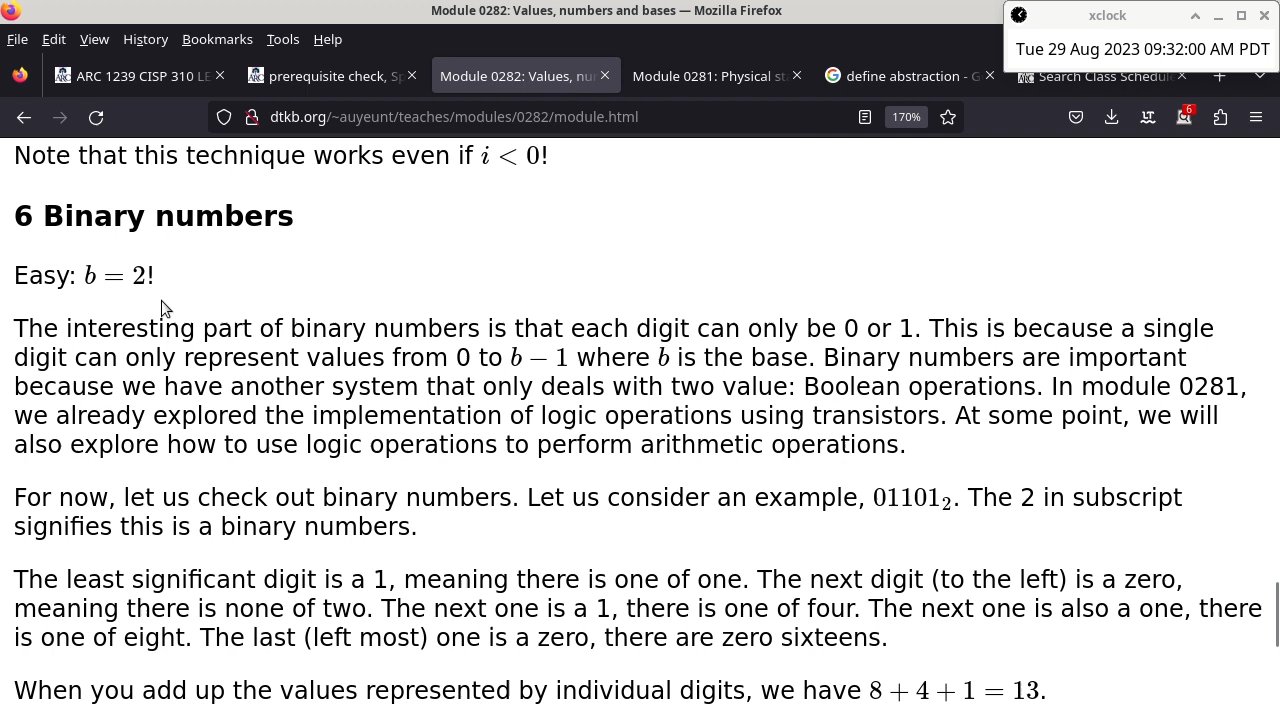 Module 0282: Values, numbers and bases — Mozilla Firefox
xclock
File Edit View History Bookmarks Tools Help
Tue 29 Aug 2023 09:32:00 AM PDT
ARC 1239 CISP 310 LE
prerequisite check, Sp
Module 0282: Values, nu
Module 0281: Physical st
define abstraction - G
Search Class Schedule
dtkb.org/~auyeunt/teaches/modules/0282/module.html
170%
6
Note that this technique works even if i < 0!
6 Binary numbers
Easy: b = 2!
The interesting part of binary numbers is that each digit can only be 0 or 1. This is because a single
digit can only represent values from 0 to b − 1 where b is the base. Binary numbers are important
because we have another system that only deals with two value: Boolean operations. In module 0281,
we already explored the implementation of logic operations using transistors. At some point, we will
also explore how to use logic operations to perform arithmetic operations.
For now, let us check out binary numbers. Let us consider an example, 01101₂. The 2 in subscript
signifies this is a binary numbers.
The least significant digit is a 1, meaning there is one of one. The next digit (to the left) is a zero,
meaning there is none of two. The next one is a 1, there is one of four. The next one is also a one, there
is one of eight. The last (left most) one is a zero, there are zero sixteens.
When you add up the values represented by individual digits, we have 8 + 4 + 1 = 13.